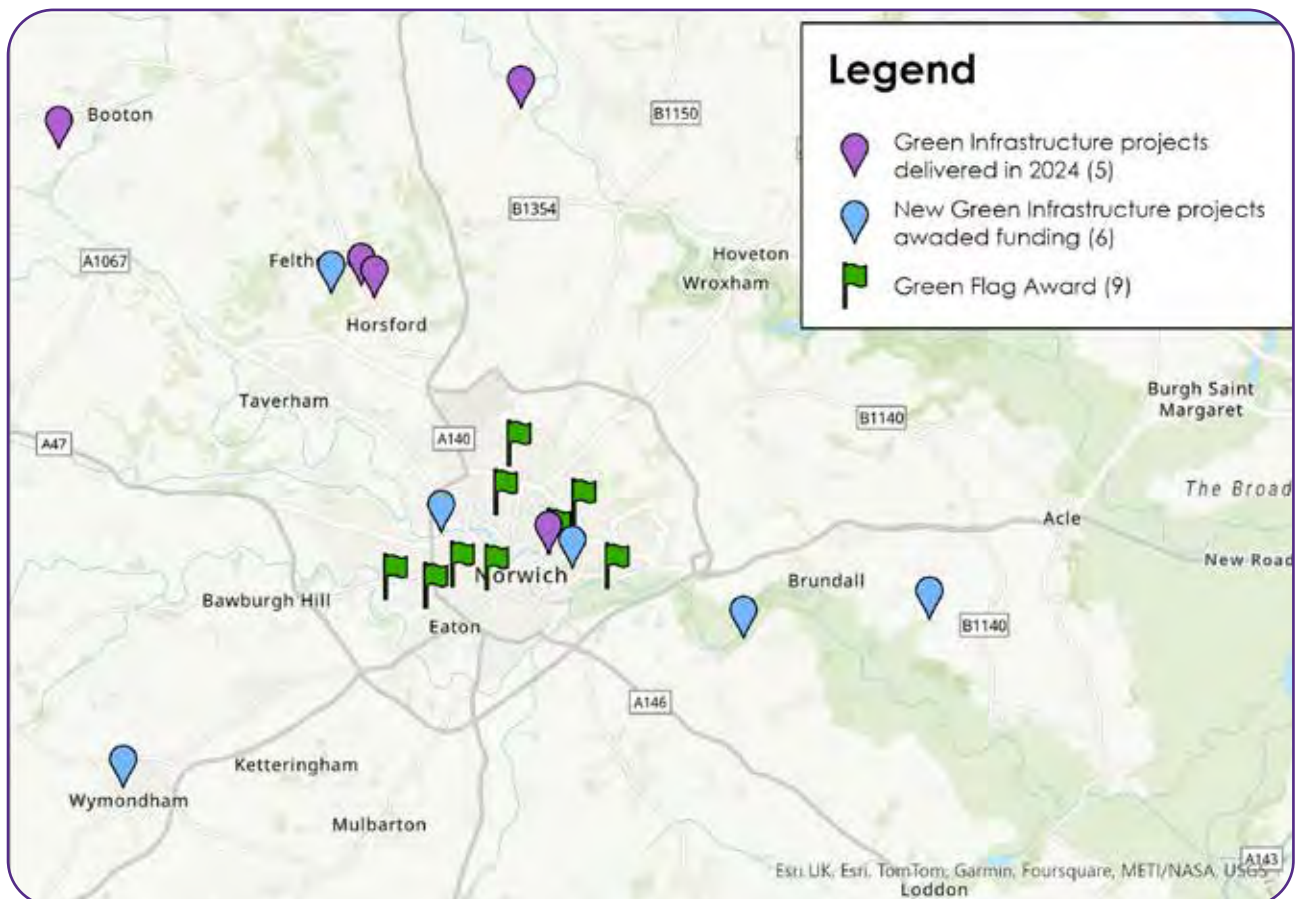 Legend
Green Infrastructure projects
delivered in 2024 (5)
New Green Infrastructure projects
awaded funding (6)
Green Flag Award (9)
Booton
B1150
B1354
A1067
Felth
Hoveton
Wroxham
Horsford
Taverham
Burgh Saint
Margaret
A47
A140
B1140
The Broad
Acle
New Road
Norwich
Brundall
Bawburgh Hill
Eaton
B1140
A146
Ketteringham
Wymondham
Mulbarton
Esri UK, Esri, TomTom, Garmin, Foursquare, METI/NASA, USGS
A143
Loddon